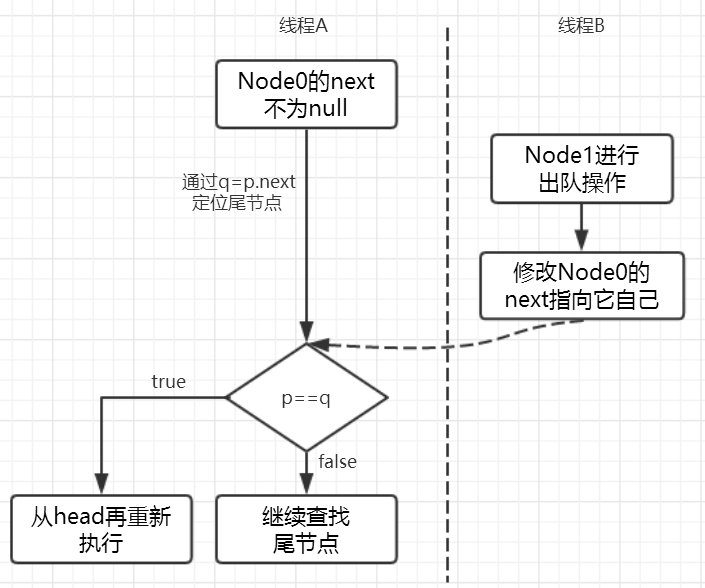 线程A
线程B
Node0的next
不为null
通过q=p.next
定位尾节点
Node1进行
出队操作
修改Node0的
next指向它自己
p==q
true
false
从head再重新
执行
继续查找
尾节点